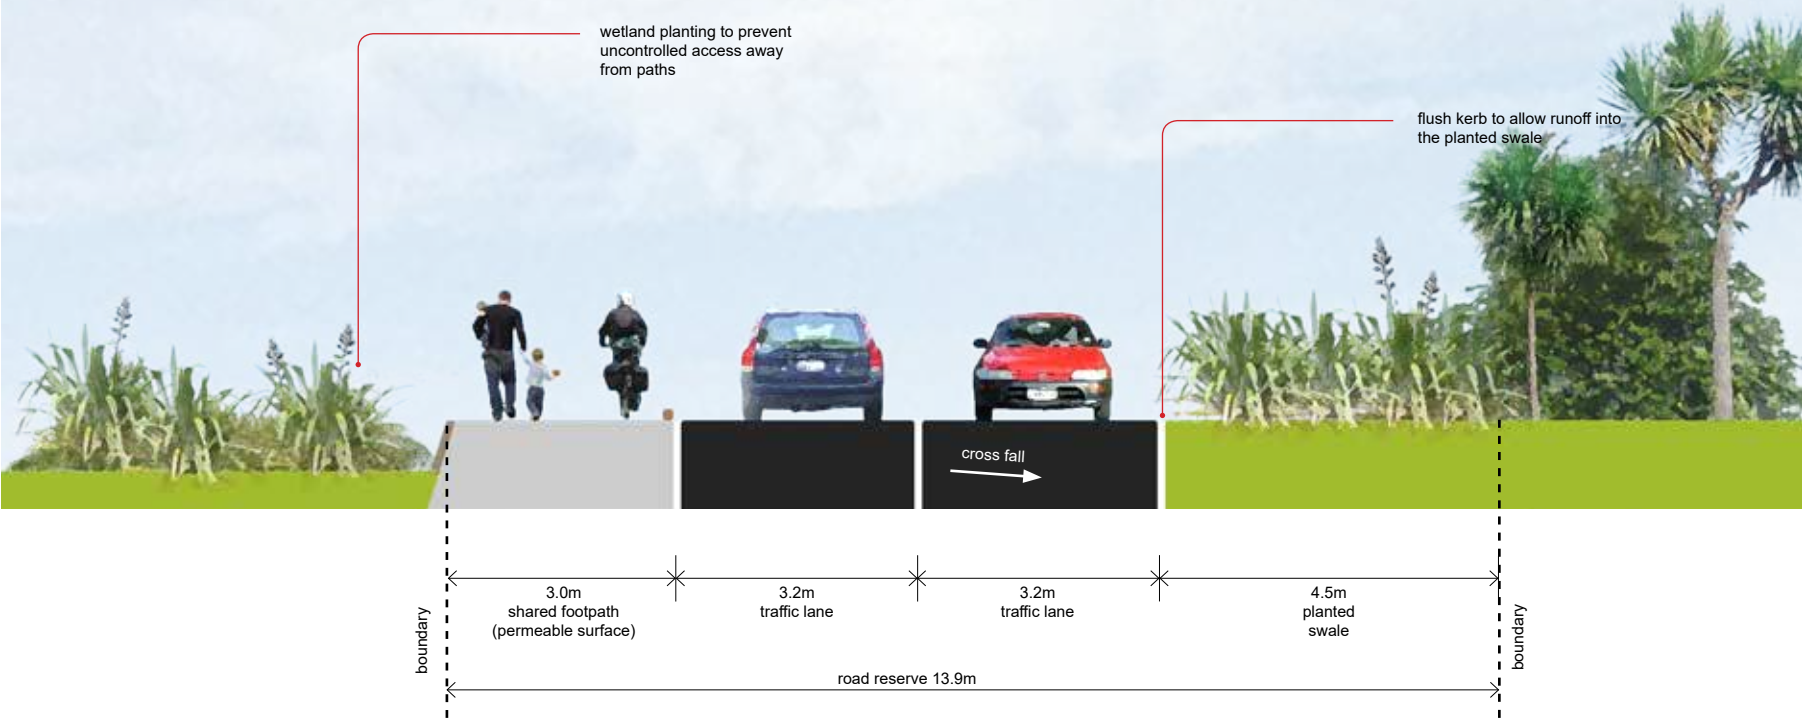 wetland planting to prevent
uncontrolled access away
from paths
flush kerb to allow runoff into
the planted swale
cross fall
3.0m
shared footpath
(permeable surface)
3.2m
traffic lane
3.2m
traffic lane
4.5m
planted
swale
boundary
boundary
road reserve 13.9m